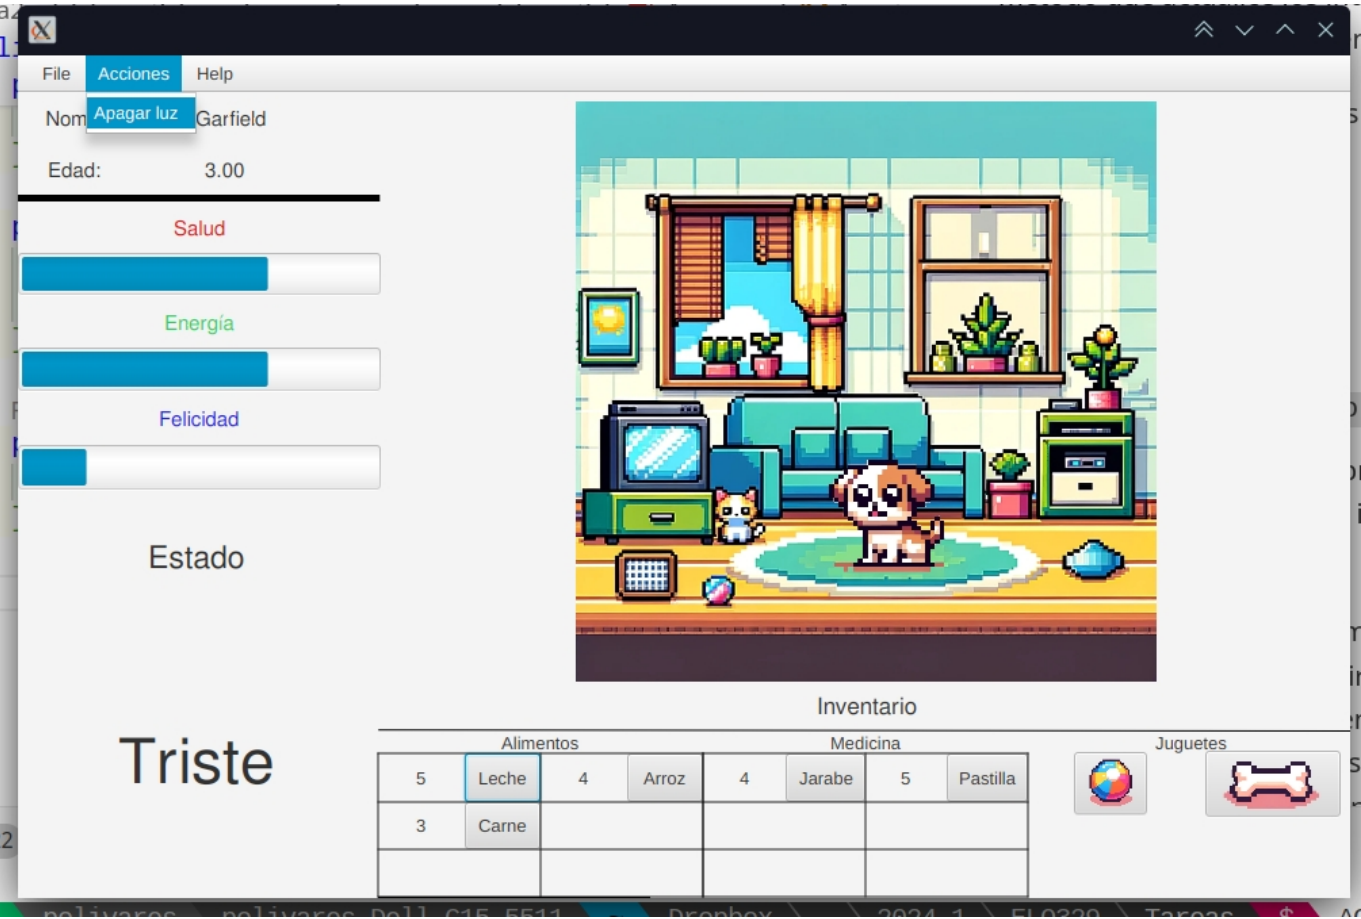 File Acciones Help
Apagar luz
Nom Garfield
Edad: 3.00
Salud
Energía
Felicidad
Estado
Triste
Inventario
Alimentos Medicina Juguetes
5 Leche 4 Arroz 4 Jarabe 5 Pastilla
3 Carne